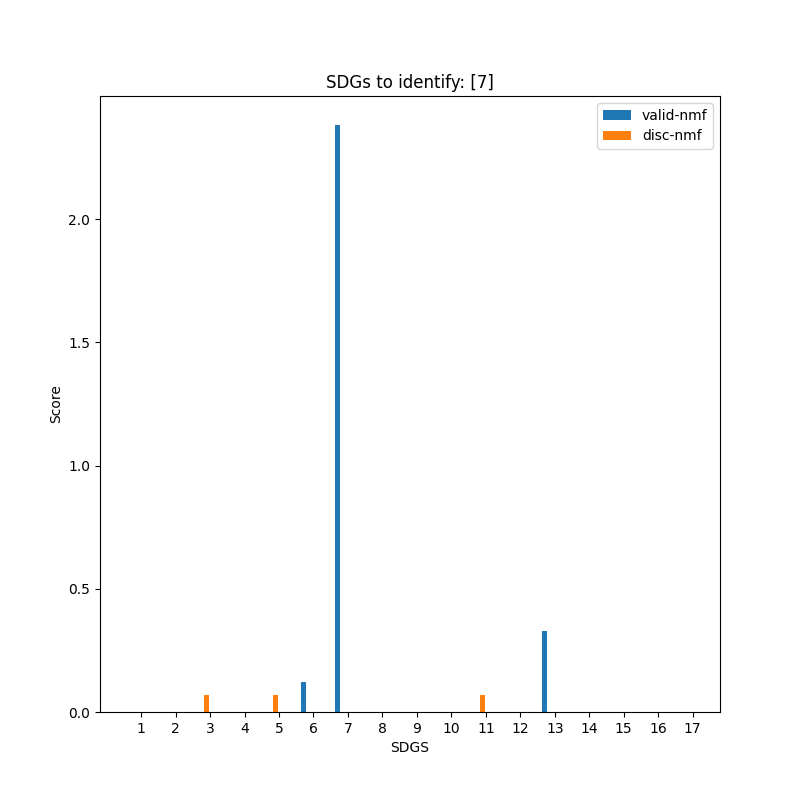 SDGs to identify: [7]
valid-nmf
disc-nmf
2.0
1.5
1.0
0.5
0.0
Score
1 2 3 4 5 6 7 8 9 10 11 12 13 14 15 16 17
SDGS